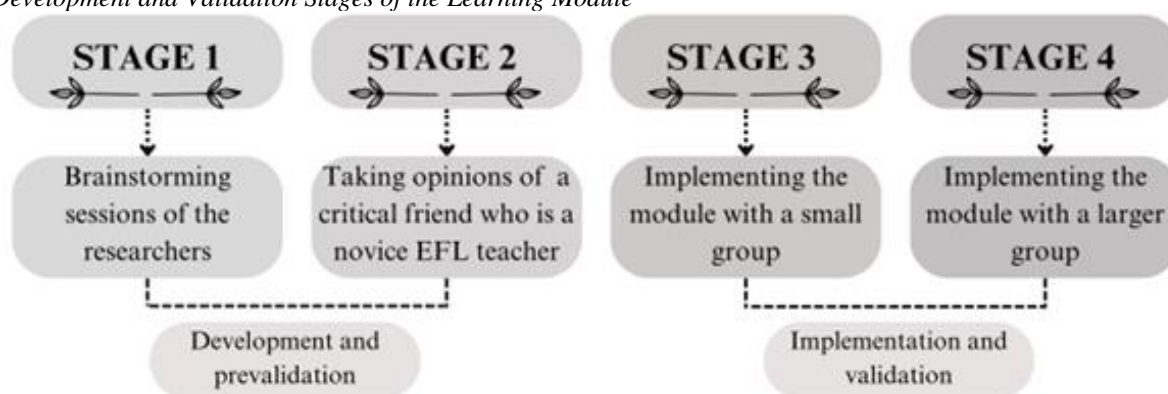 Development and Validation Stages of the Learning Module
STAGE 1
STAGE 2
STAGE 3
STAGE 4
Brainstorming
sessions of the
researchers
Taking opinions of a
critical friend who is a
novice EFL teacher
Implementing the
module with a small
group
Implementing the
module with a larger
group
Development and
prevalidation
Implementation and
validation